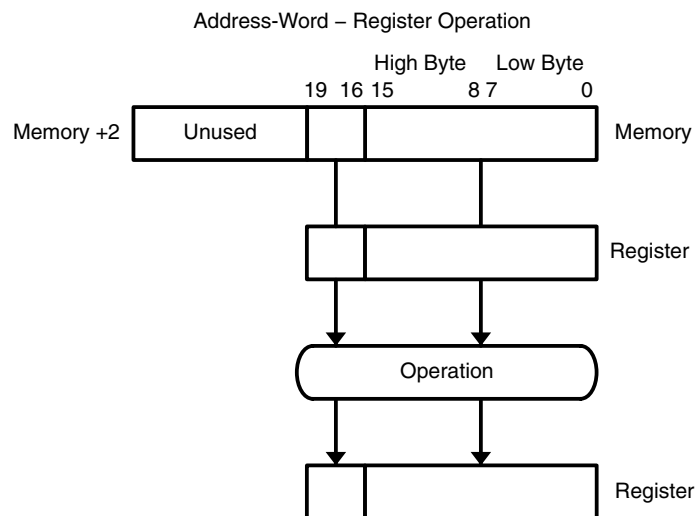 Address-Word – Register Operation
High Byte Low Byte
19 16 15 8 7 0
Memory +2 Unused Memory
Register
Operation
Register